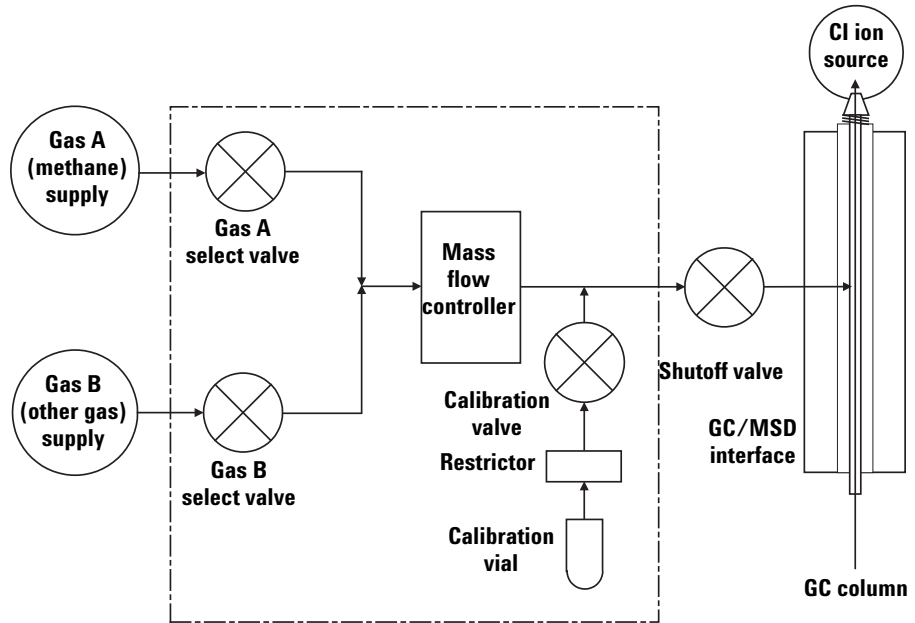 CI ion
source
Gas A
(methane)
supply
Gas A
select valve
Mass
flow
controller
Gas B
(other gas)
supply
Gas B
select valve
Calibration
valve
Shutoff valve
Restrictor
GC/MSD
interface
Calibration
vial
GC column